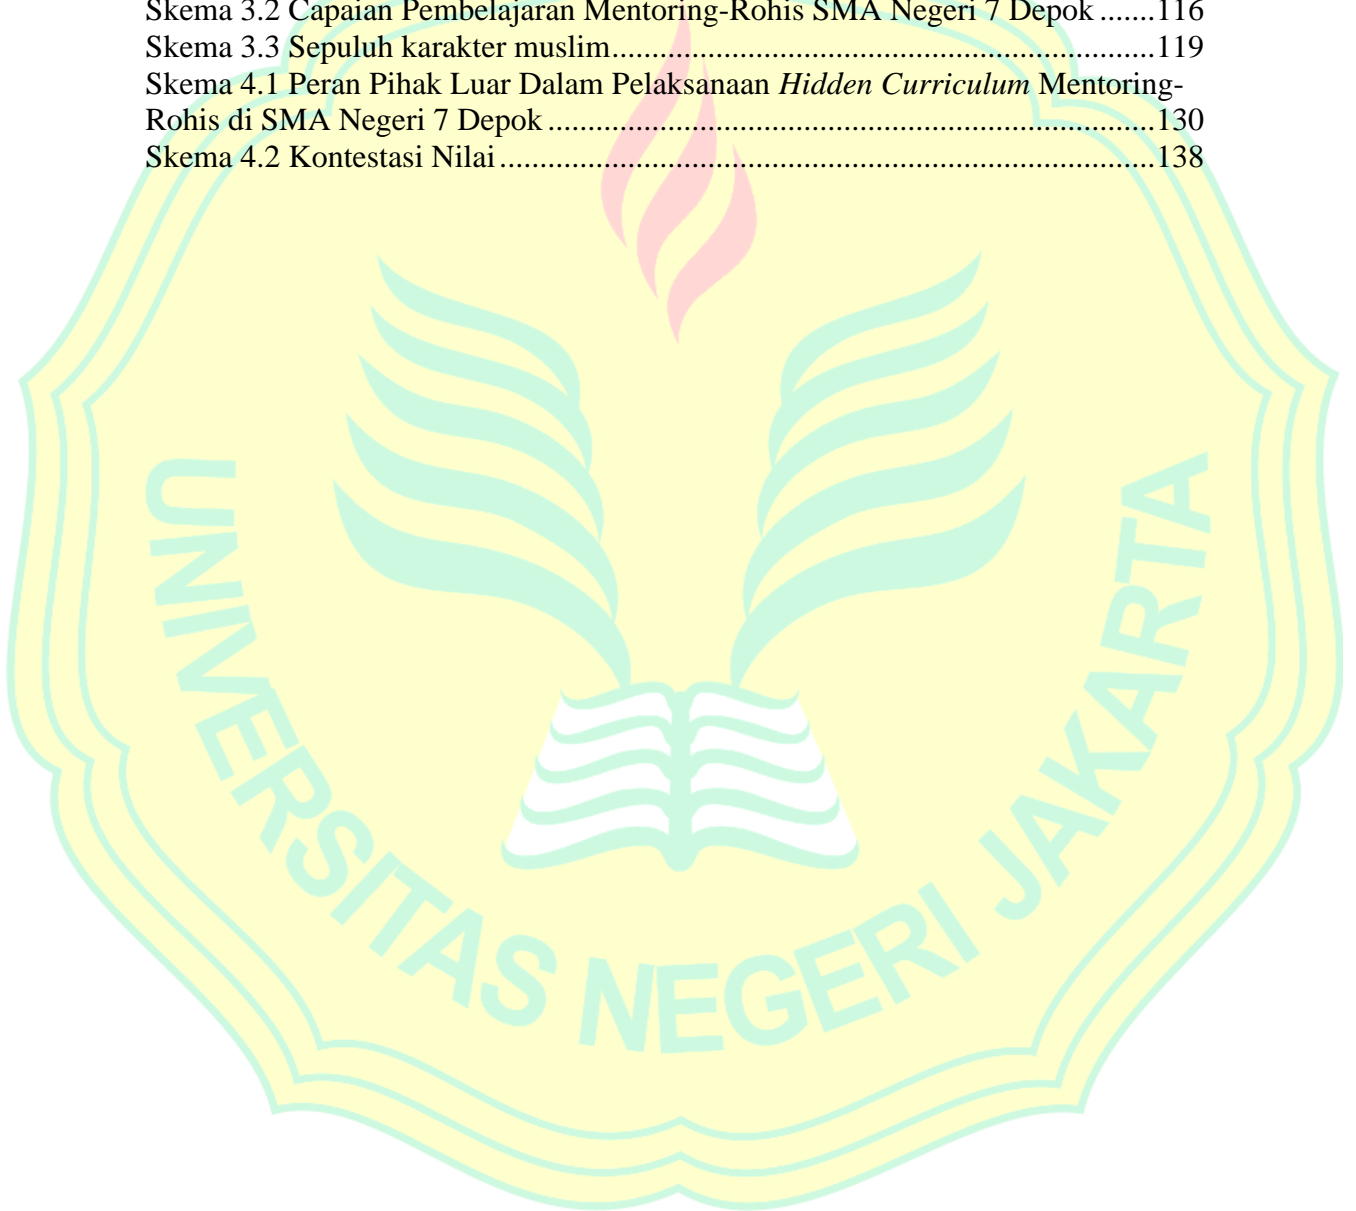 Skema 3.2 Capaian Pembelajaran Mentoring-Rohis SMA Negeri 7 Depok .......116
Skema 3.3 Sepuluh karakter muslim......................................................................119
Skema 4.1 Peran Pihak Luar Dalam Pelaksanaan Hidden Curriculum Mentoring-
Rohis di SMA Negeri 7 Depok ..............................................................................130
Skema 4.2 Kontestasi Nilai ....................................................................................138
UNIVERSITAS NEGERI JAKARTA